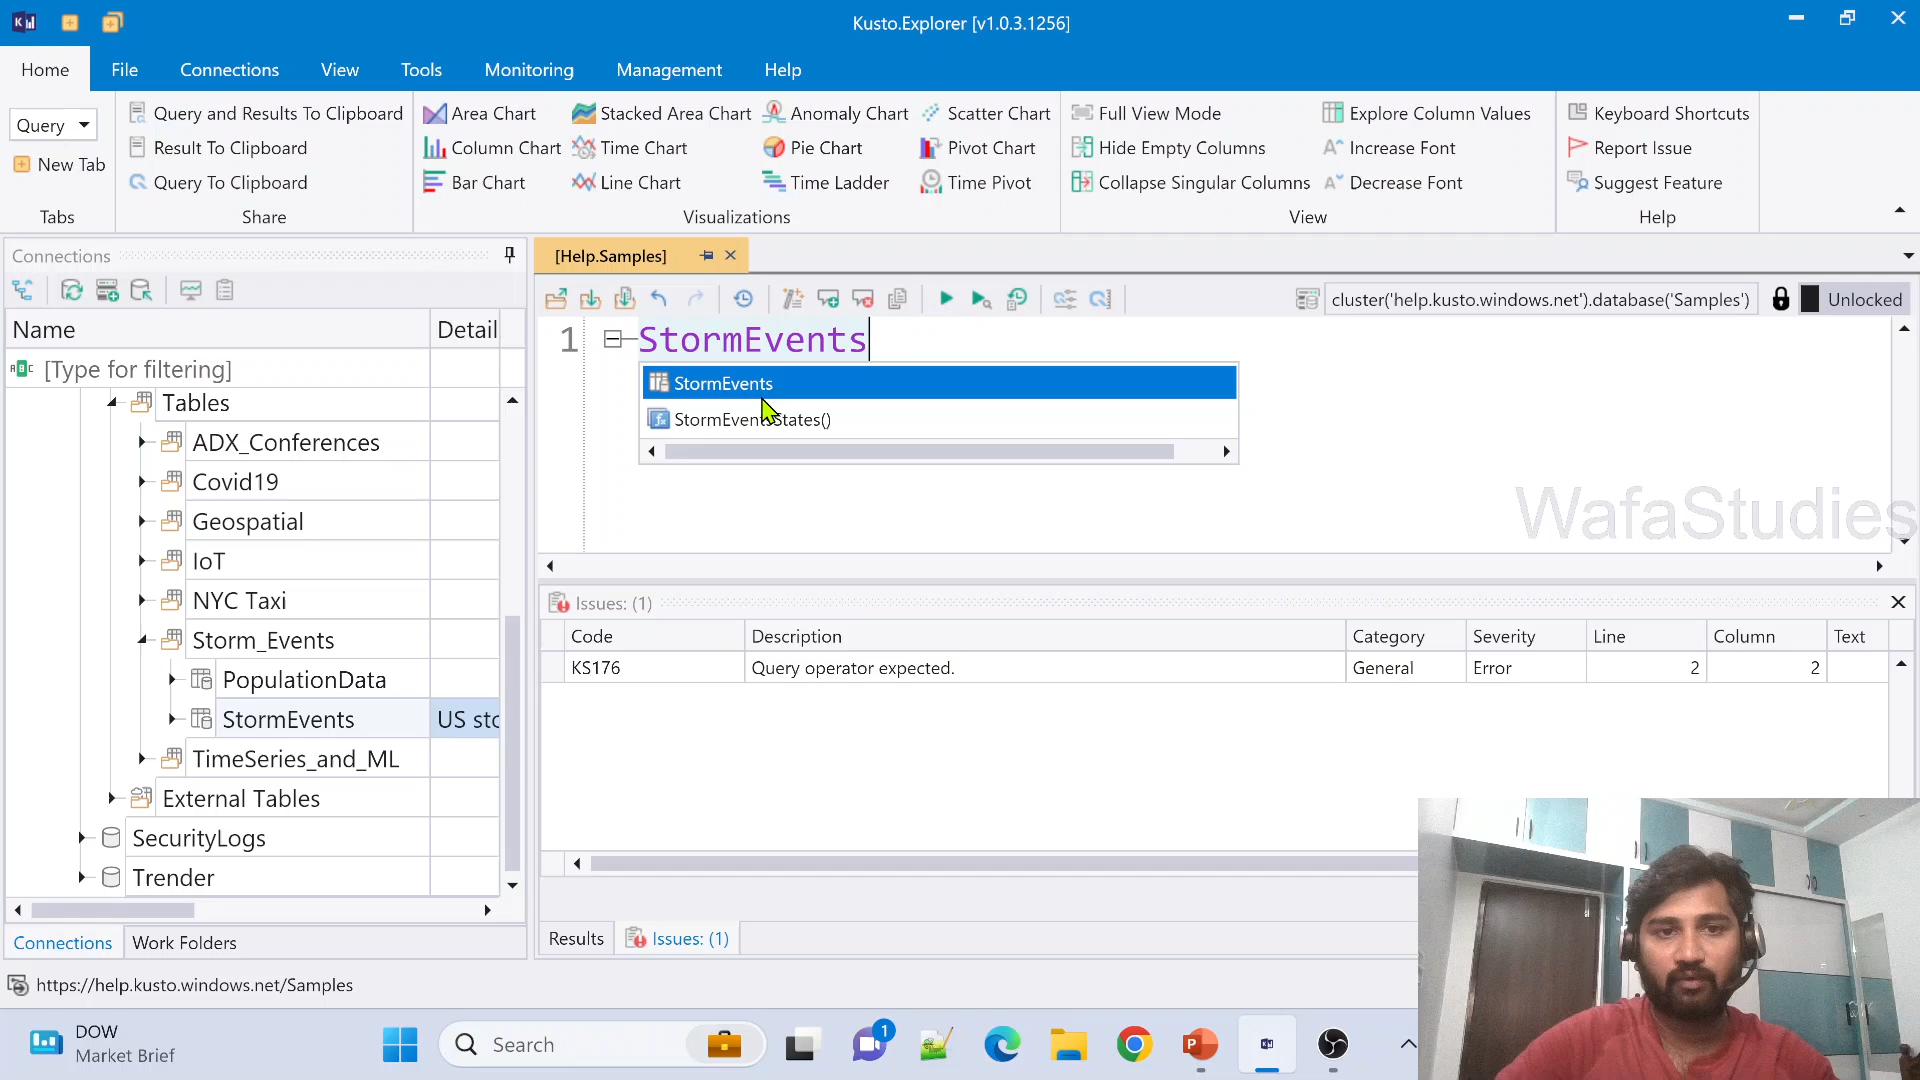 Kusto.Explorer [v1.0.3.1256]
Home File Connections View Tools Monitoring Management Help
Query
New Tab
Tabs
Query and Results To Clipboard
Result To Clipboard
Query To Clipboard
Share
Area Chart Stacked Area Chart Anomaly Chart Scatter Chart
Column Chart Time Chart Pie Chart Pivot Chart
Bar Chart Line Chart Time Ladder Time Pivot
Visualizations
Full View Mode Explore Column Values
Hide Empty Columns Increase Font
Collapse Singular Columns Decrease Font
View
Keyboard Shortcuts
Report Issue
Suggest Feature
Help
Connections
Name Detail
[Type for filtering]
Tables
ADX_Conferences
Covid19
Geospatial
IoT
NYC Taxi
Storm_Events
PopulationData
StormEvents US sto
TimeSeries_and_ML
External Tables
SecurityLogs
Trender
Connections Work Folders
[Help.Samples]
cluster('help.kusto.windows.net').database('Samples') Unlocked
1 StormEvents
StormEvents
StormEventStates()
WafaStudies
Issues: (1)
Code Description Category Severity Line Column Text
KS176 Query operator expected. General Error 2 2
Results Issues: (1)
https://help.kusto.windows.net/Samples
DOW
Market Brief
Search
1